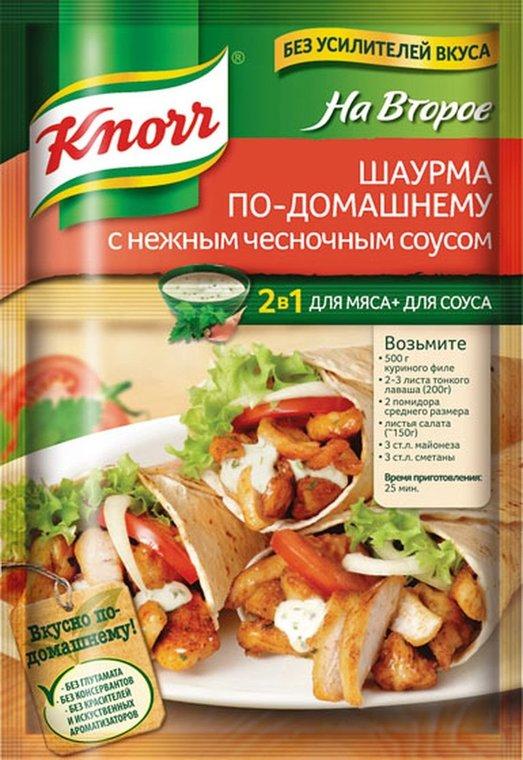 БЕЗ УСИЛИТЕЛЕЙ ВКУСА
Knorr®
На Второе
ШАУРМА
ПО-ДОМАШНЕМУ
С НЕЖНЫМ ЧЕСНОЧНЫМ СОУСОМ
2в1 ДЛЯ МЯСА+ ДЛЯ СОУСА
Возьмите
• 500 г
куриного филе
• 2-3 листа тонкого
лаваша (200г)
• 2 помидора
среднего размера
• листья салата
(~150г)
• 3 ст.л. майонеза
• 3 ст.л. сметаны
Время приготовления:
25 мин.
Вкусно по-
домашнему!
- БЕЗ ГЛУТАМАТА
- БЕЗ КОНСЕРВАНТОВ
- БЕЗ КРАСИТЕЛЕЙ
И ИСКУСТВЕННЫХ
АРОМАТИЗАТОРОВ